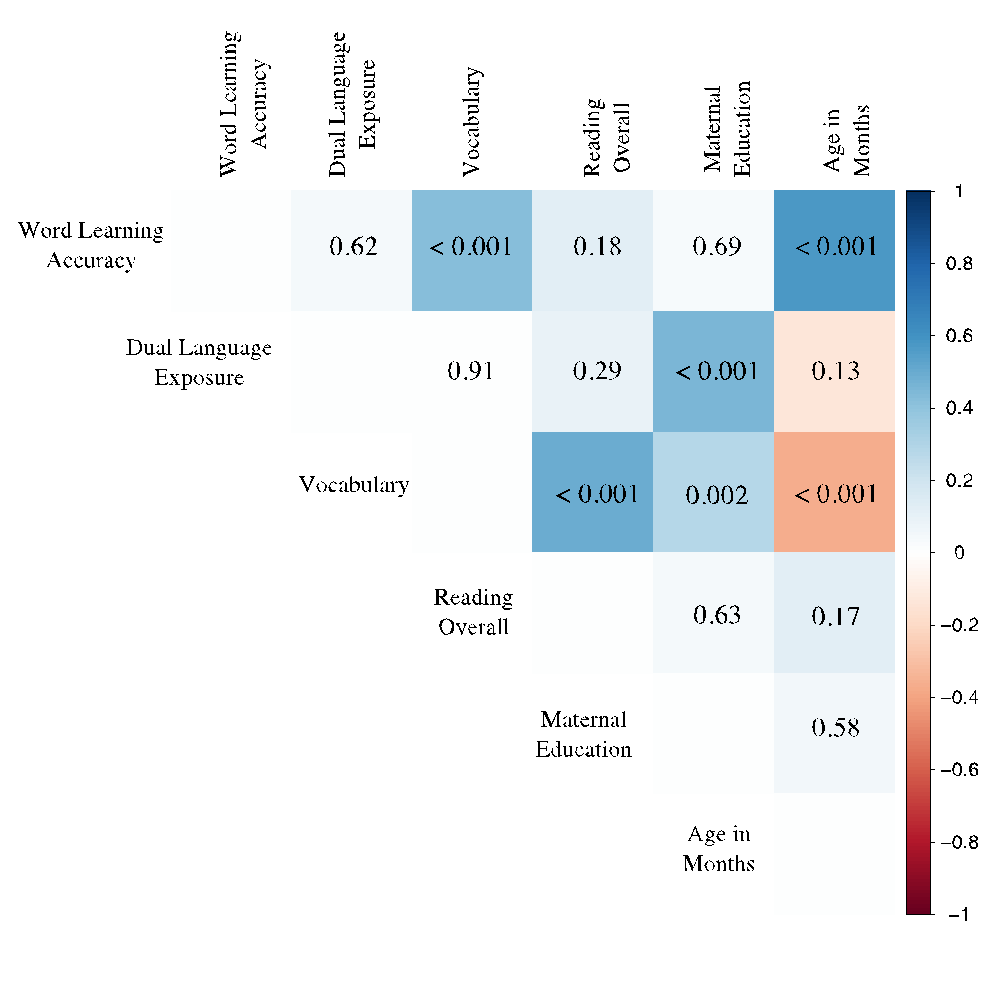 Word Learning
Accuracy
Dual Language
Exposure
Vocabulary
Reading
Overall
Maternal
Education
Age in
Months
Word Learning
Accuracy
0.62
< 0.001
0.18
0.69
< 0.001
Dual Language
Exposure
0.91
0.29
< 0.001
0.13
Vocabulary
< 0.001
0.002
< 0.001
Reading
Overall
0.63
0.17
Maternal
Education
0.58
Age in
Months
1
0.8
0.6
0.4
0.2
0
−0.2
−0.4
−0.6
−0.8
−1